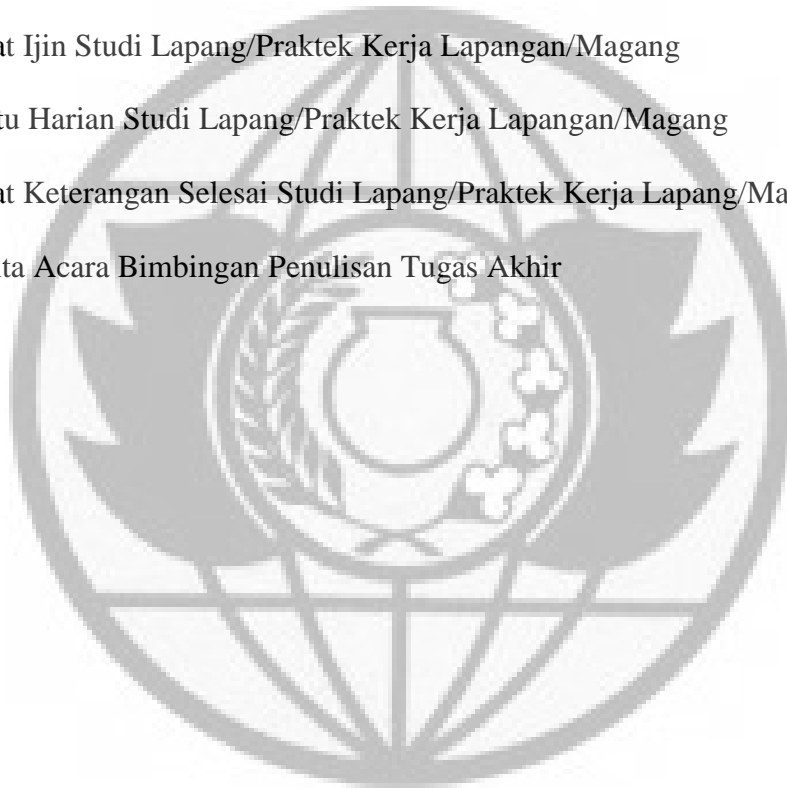 at Ijin Studi Lapang/Praktek Kerja Lapangan/Magang
tu Harian Studi Lapang/Praktek Kerja Lapangan/Magang
at Keterangan Selesai Studi Lapang/Praktek Kerja Lapang/Ma
ita Acara Bimbingan Penulisan Tugas Akhir